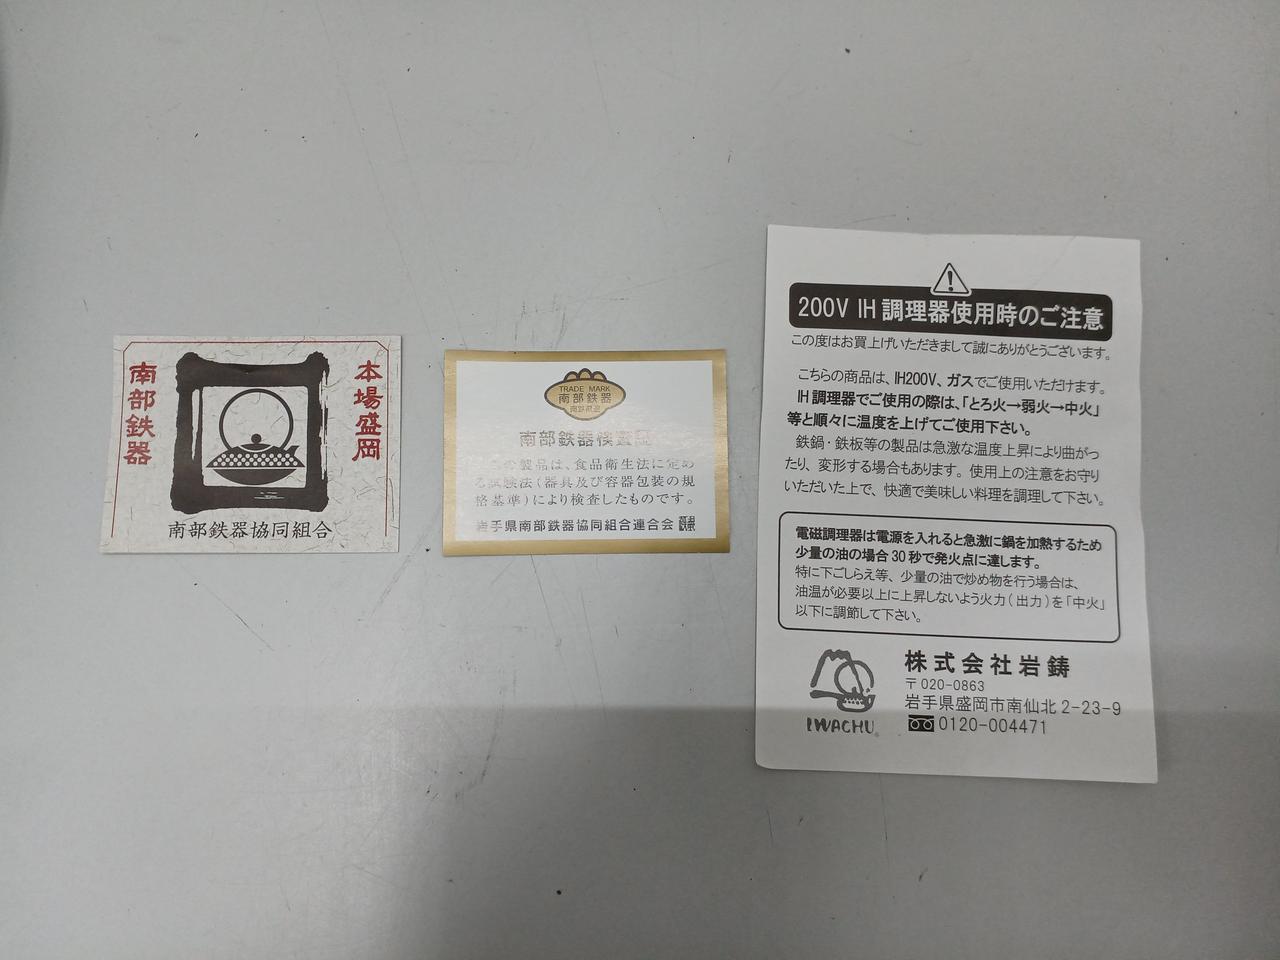 本場盛岡
南部鉄器
南部鉄器協同組合
TRADE MARK
南部鉄器
南部鉄器検査証
この製品は、食品衛生法に定め
る試験法(器具及び容器包装の規
格基準)により検査したものです。
岩手県南部鉄器協同組合連合会
200V IH 調理器使用時のご注意
この度はお買上げいただきまして誠にありがとうございます。
こちらの商品は、IH200V、ガスでご使用いただけます。
IH 調理器でご使用の際は、「とろ火→弱火→中火」
等と順々に温度を上げてご使用下さい。
鉄鍋・鉄板等の製品は急激な温度上昇により曲がっ
たり、変形する場合もあります。使用上の注意をお守り
いただいた上で、快適で美味しい料理を調理して下さい。
電磁調理器は電源を入れると急激に鍋を加熱するため
少量の油の場合 30 秒で発火点に達します。
特に下ごしらえ等、少量の油で炒め物を行う場合は、
油温が必要以上に上昇しないよう火力(出力)を「中火」
以下に調節して下さい。
IWACHU
株式会社岩鋳
〒020-0863
岩手県盛岡市南仙北 2-23-9
0120-004471